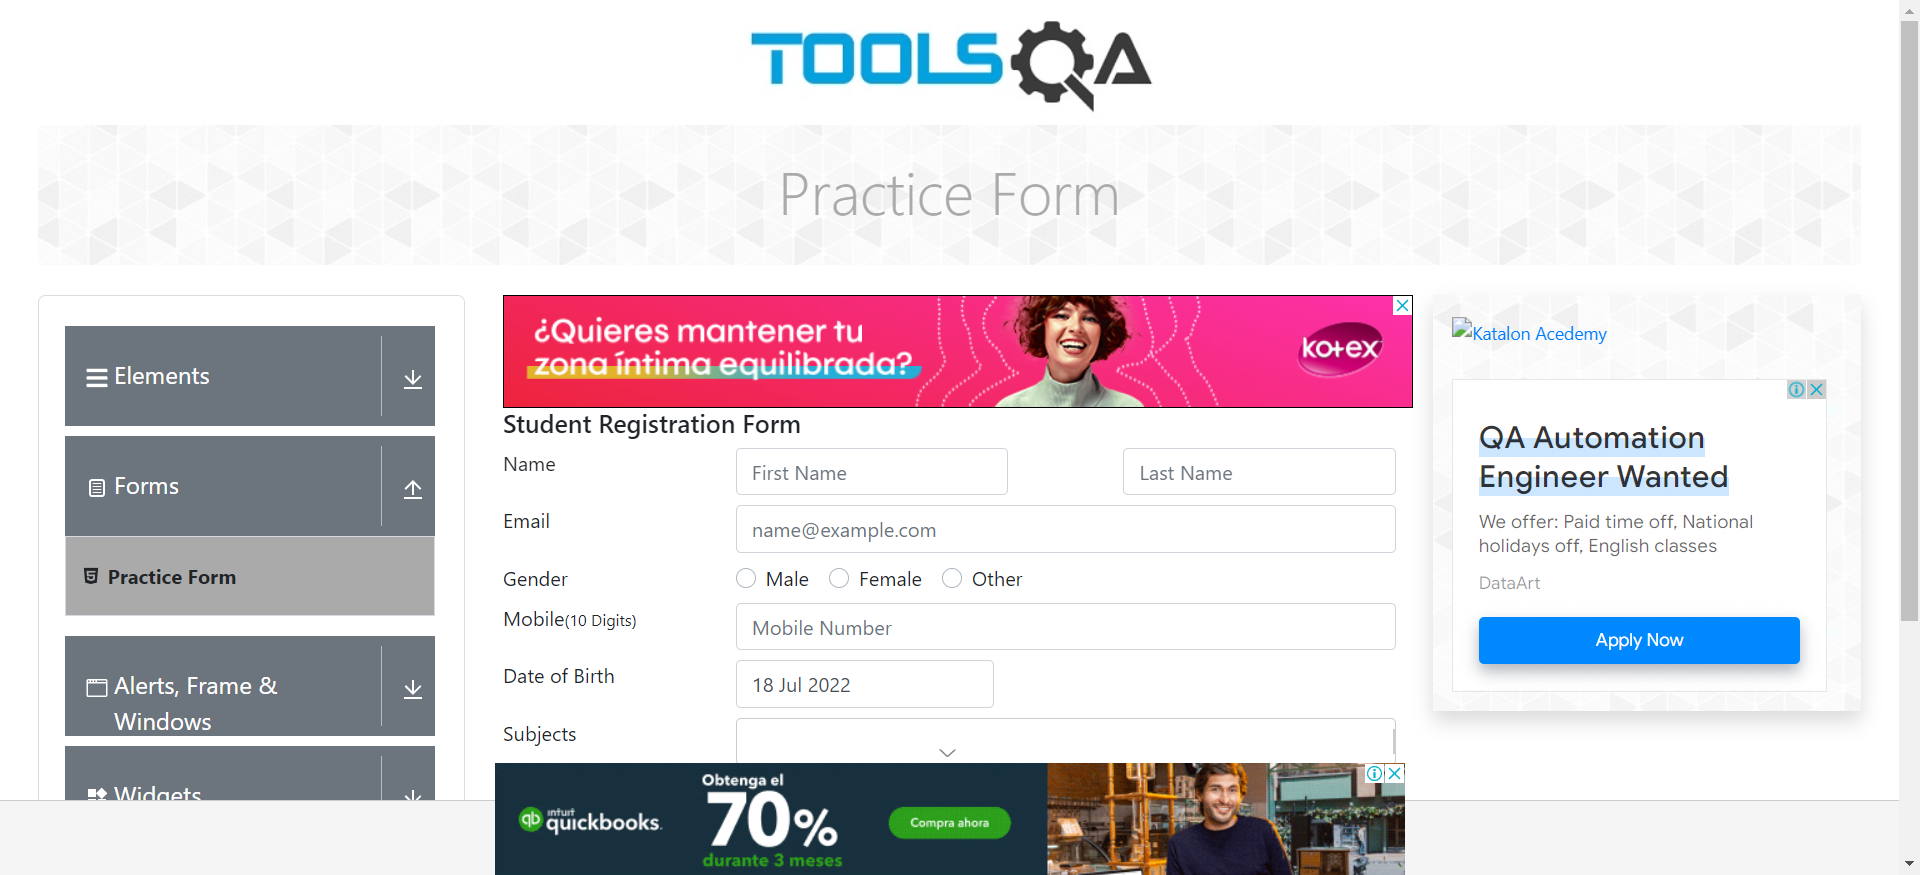 TOOLSQA
Practice Form
Elements
Forms
Practice Form
Alerts, Frame &
Windows
Widgets
¿Quieres mantener tu
zona íntima equilibrada?
kotex
Student Registration Form
Name
First Name
Last Name
Email
name@example.com
Gender
Male
Female
Other
Mobile(10 Digits)
Mobile Number
Date of Birth
18 Jul 2022
Subjects
Katalon Acedemy
QA Automation
Engineer Wanted
We offer: Paid time off, National
holidays off, English classes
DataArt
Apply Now
qb
intuit
quickbooks.
Obtenga el
70%
durante 3 meses
Compra ahora